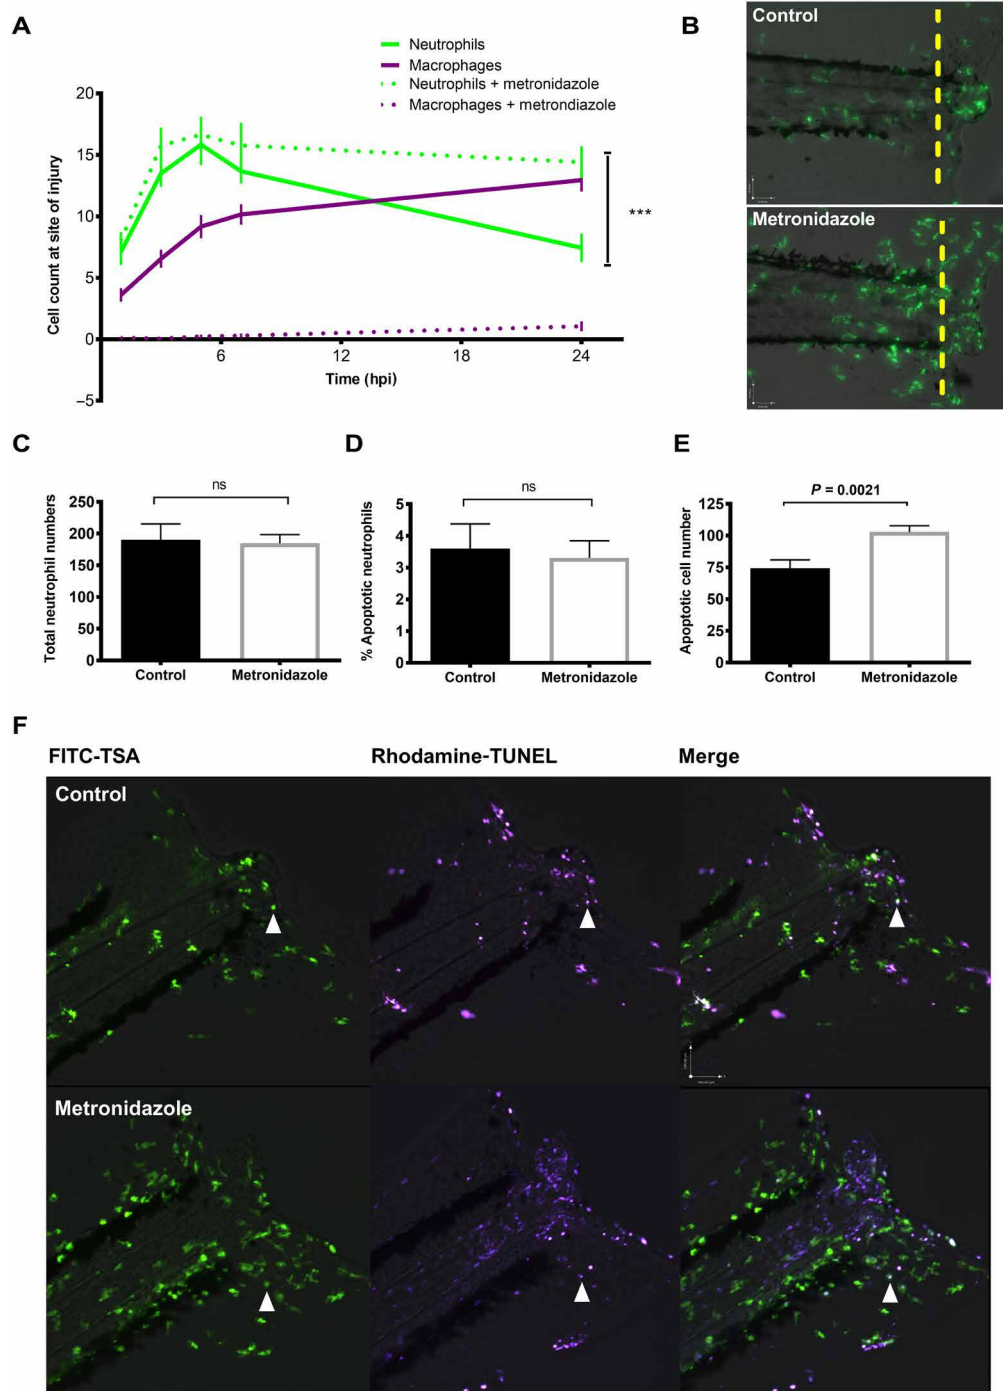 A
Neutrophils
Macrophages
Neutrophils + metronidazole
Macrophages + metrondiazole
20
15
10
5
0
–5
6
12
18
24
Cell count at site of injury
Time (hpi)
***
B
Control
Metronidazole
C
ns
250
200
150
100
50
0
Total neutrophil numbers
Control
Metronidazole
D
ns
5
4
3
2
1
0
% Apoptotic neutrophils
Control
Metronidazole
E
P = 0.0021
125
100
75
50
25
0
Apoptotic cell number
Control
Metronidazole
F
FITC-TSA
Rhodamine-TUNEL
Merge
Control
Metronidazole